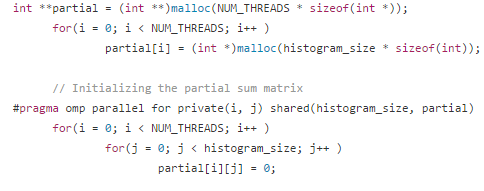 int **partial = (int **)malloc(NUM_THREADS * sizeof(int *));
for(i = 0; i < NUM_THREADS; i++ )
partial[i] = (int *)malloc(histogram_size * sizeof(int));
// Initializing the partial sum matrix
#pragma omp parallel for private(i, j) shared(histogram_size, partial)
for(i = 0; i < NUM_THREADS; i++ )
for(j = 0; j < histogram_size; j++ )
partial[i][j] = 0;